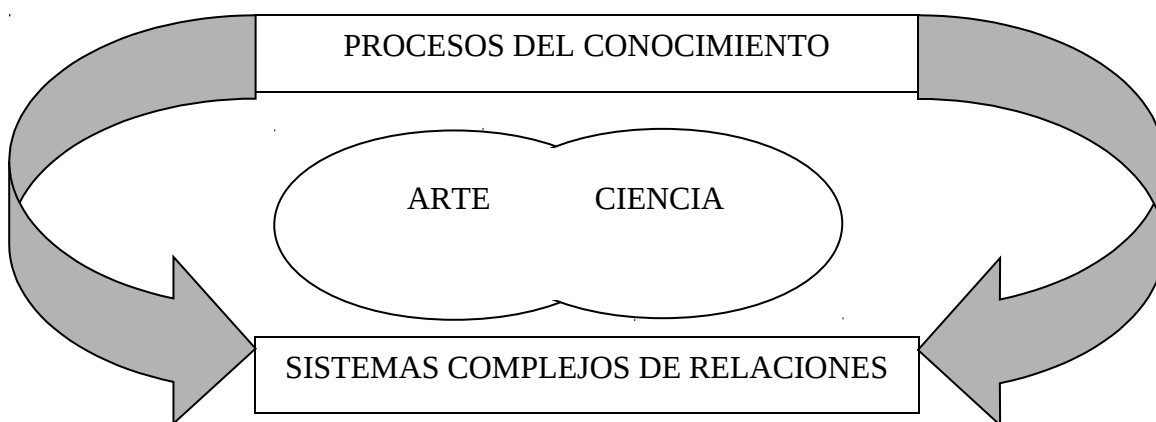 PROCESOS DEL CONOCIMIENTO
ARTE CIENCIA
SISTEMAS COMPLEJOS DE RELACIONES